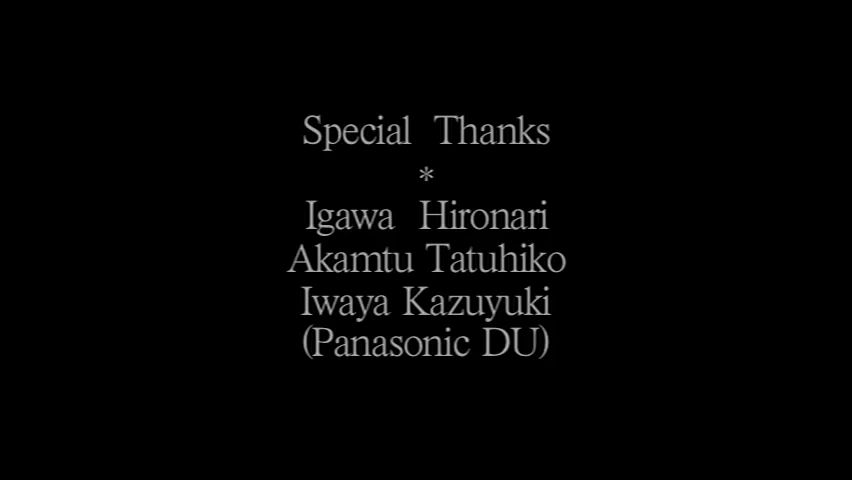 Special Thanks
*
Igawa Hironari
Akamtu Tatuhiko
Iwaya Kazuyuki
(Panasonic DU)